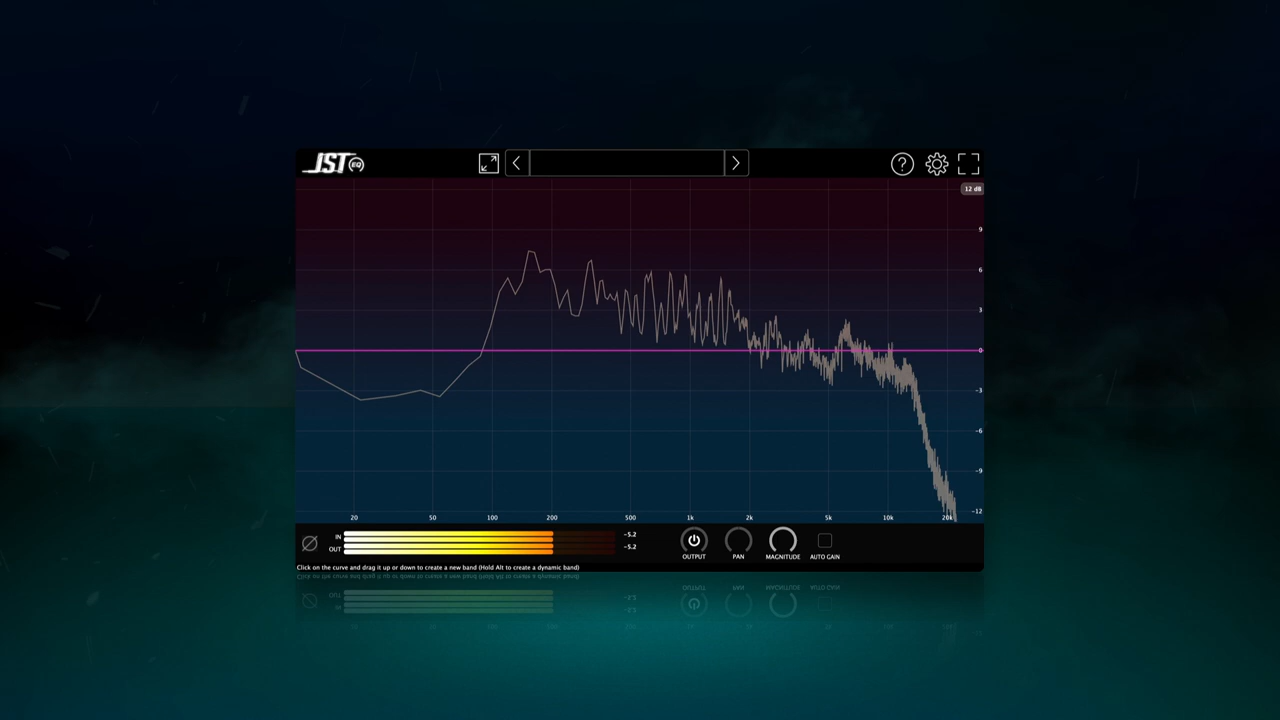 JST EQ
?
12 dB
9
6
3
0
-3
-6
-9
-12
20 50 100 200 500 1k 2k 5k 10k 20k
IN -5.2
OUT -5.2
OUTPUT PAN MAGNITUDE AUTO GAIN
Click on the curve and drag it up or down to create a new band (Hold Alt to create a dynamic band)